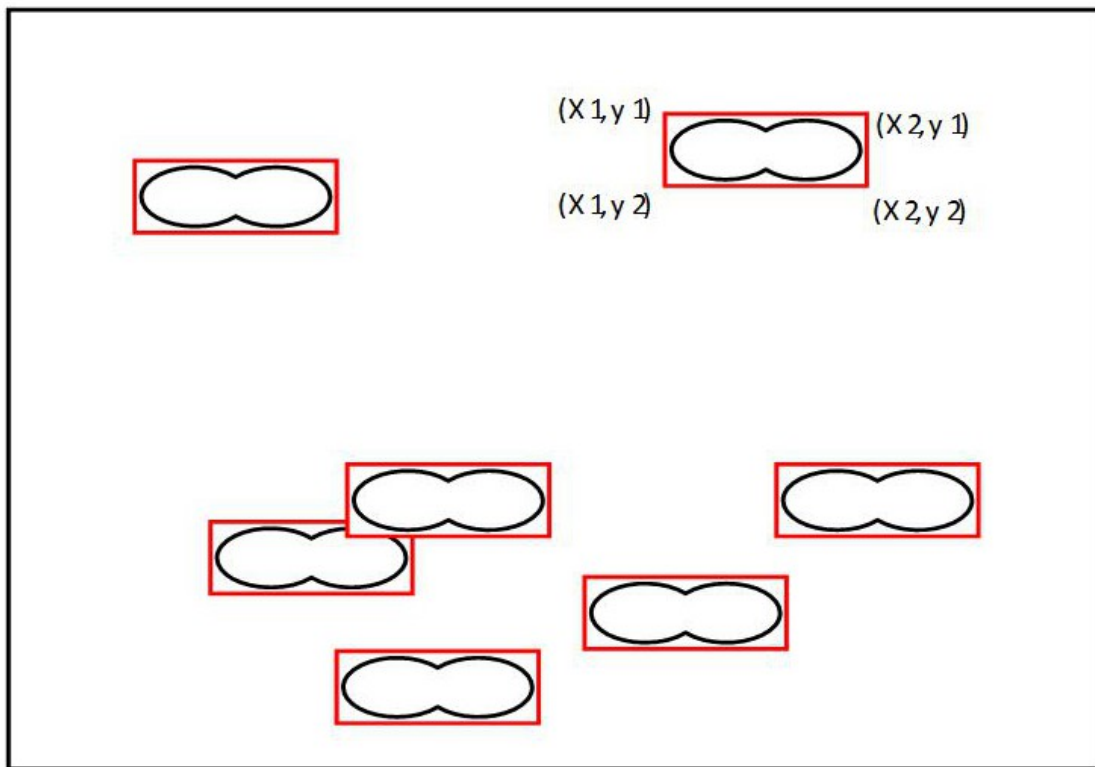 (X 1, y 1)
(X 2, y 1)
(X 1, y 2)
(X 2, y 2)